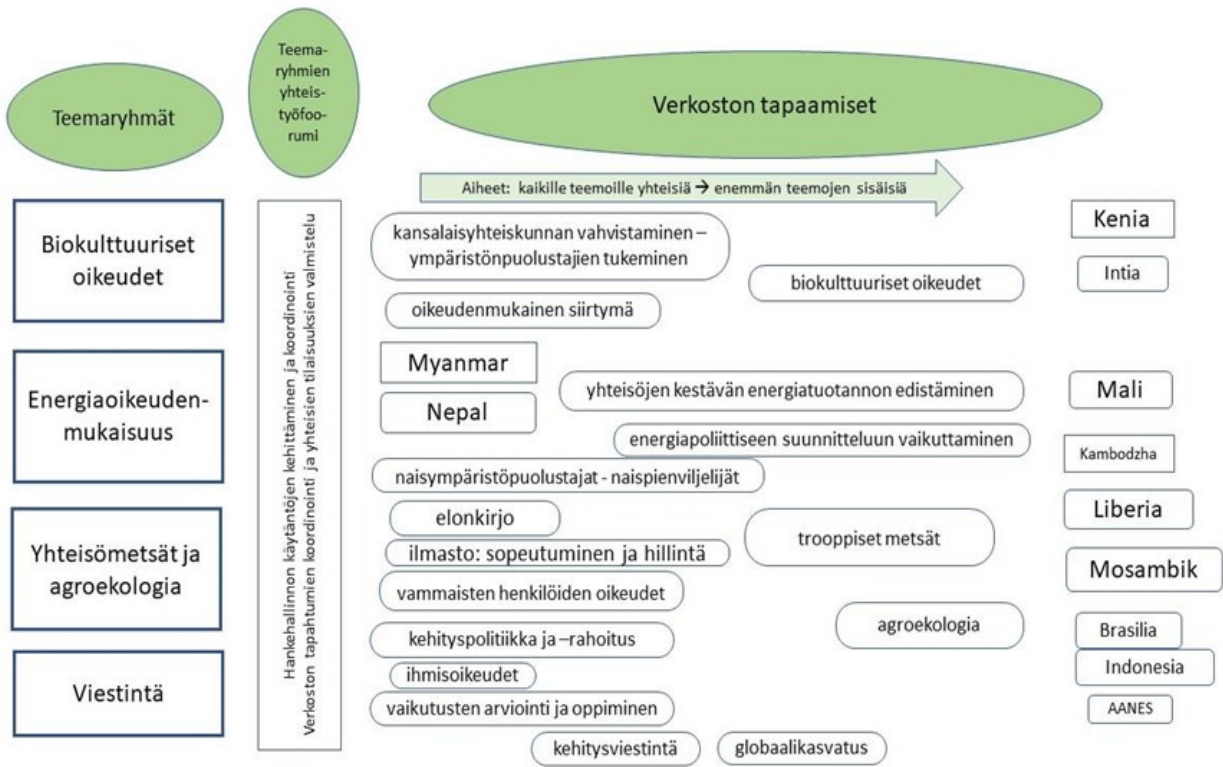 Teemaryhmät
Teema-
ryhmien
yhteis-
työfoo-
rumi
Verkoston tapaamiset
Aiheet: kaikille teemoille yhteisiä → enemmän teemojen sisäisiä
Biokulttuuriset
oikeudet
Energiaoikeuden-
mukaisuus
Yhteisömetsät ja
agroekologia
Viestintä
Hankehallinnon käytäntöjen kehittäminen ja koordinointi
Verkoston tapahtumien koordinointi ja yhteisien tilaisuuksien valmistelu
kansalaisyhteiskunnan vahvistaminen –
ympäristönpuolustajien tukeminen
biokulttuuriset oikeudet
oikeudenmukainen siirtymä
Myanmar
Nepal
yhteisöjen kestävän energiatuotannon edistäminen
energiapoliittiseen suunnitteluun vaikuttaminen
naisympäristöpuolustajat - naispienviljelijät
elonkirjo
trooppiset metsät
ilmasto: sopeutuminen ja hillintä
vammaisten henkilöiden oikeudet
agroekologia
kehityspolitiikka ja –rahoitus
ihmisoikeudet
vaikutusten arviointi ja oppiminen
kehitysviestintä
globaalikasvatus
Kenia
Intia
Mali
Kambodzha
Liberia
Mosambik
Brasilia
Indonesia
AANES